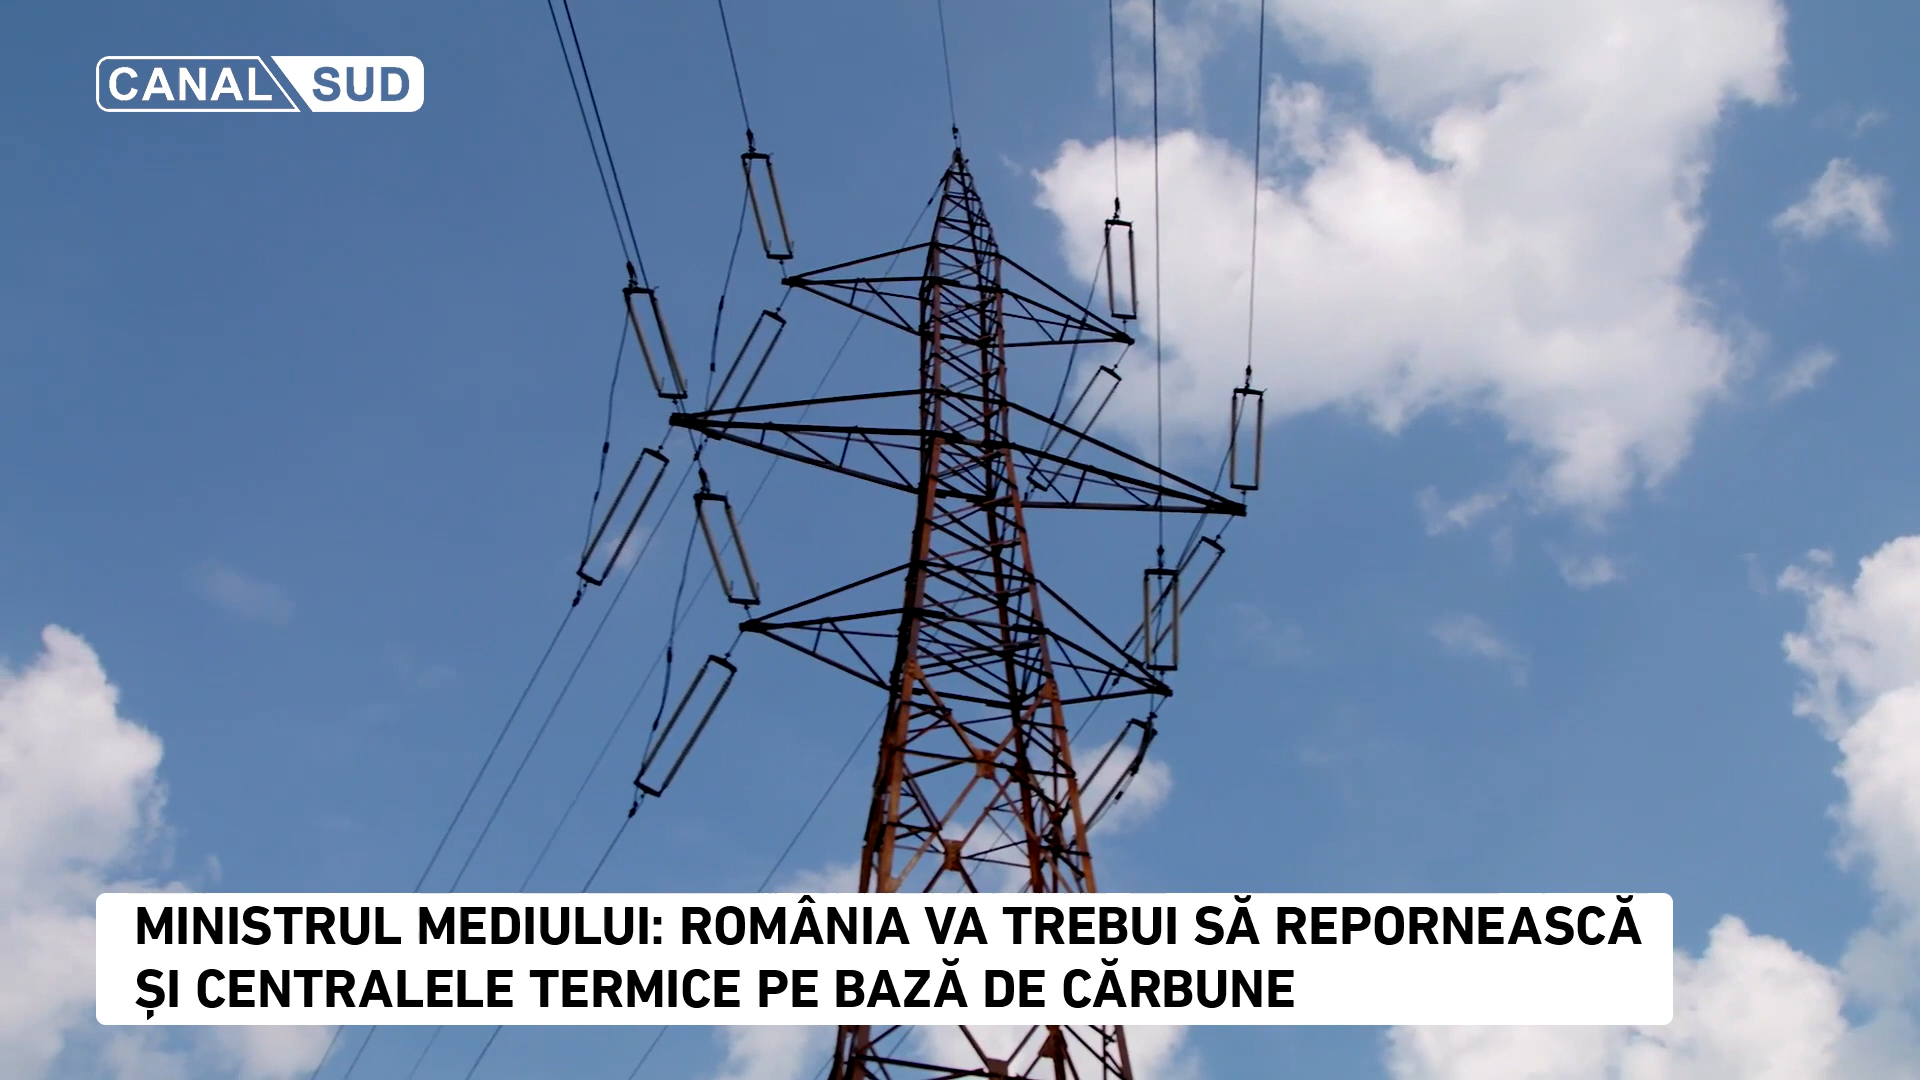 CANAL SUD
MINISTRUL MEDIULUI: ROMÂNIA VA TREBUI SĂ REPORNEASCĂ
ȘI CENTRALELE TERMICE PE BAZĂ DE CĂRBUNE